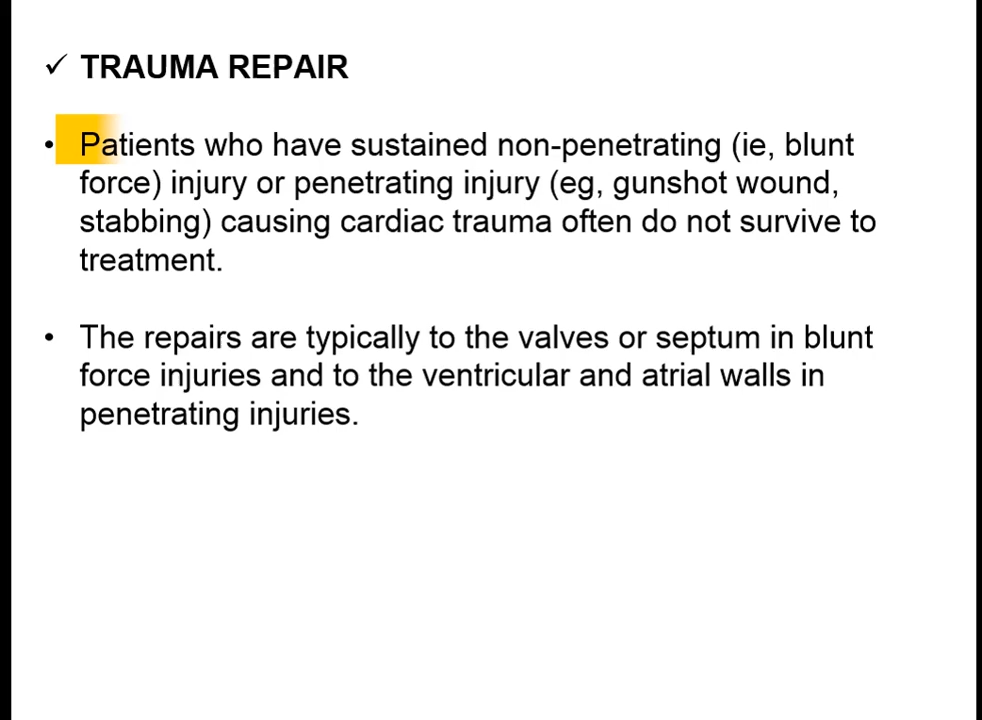 ✓ TRAUMA REPAIR
• Patients who have sustained non-penetrating (ie, blunt
force) injury or penetrating injury (eg, gunshot wound,
stabbing) causing cardiac trauma often do not survive to
treatment.
• The repairs are typically to the valves or septum in blunt
force injuries and to the ventricular and atrial walls in
penetrating injuries.